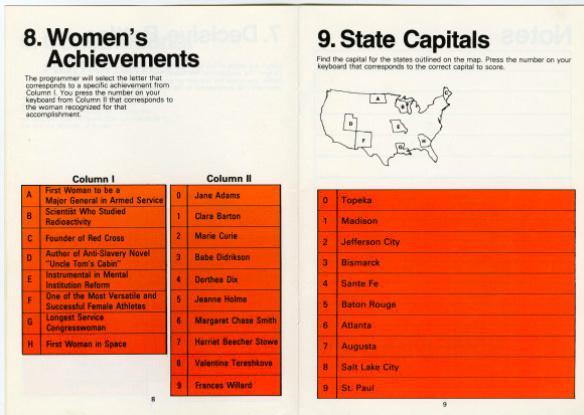 8. Women's
Achievements
The programmer will select the letter that
corresponds to a specific achievement from
Column I. You press the number on your
keyboard from Column II that corresponds to
the woman recognized for that
accomplishment.
Column I
A First Woman to be a
Major General in Armed Service
B Scientist Who Studied
Radioactivity
C Founder of Red Cross
D Author of Anti-Slavery Novel
"Uncle Tom's Cabin"
E Instrumental in Mental
Institution Reform
F One of the Most Versatile and
Successful Female Athletes
G Longest Service
Congresswoman
H First Woman in Space
Column II
0 Jane Adams
1 Clara Barton
2 Marie Curie
3 Babe Didrikson
4 Dorthea Dix
5 Jeanne Holme
6 Margaret Chase Smith
7 Harriet Beecher Stowe
8 Valentina Tereshkova
9 Frances Willard
8
9. State Capitals
Find the capital for the states outlined on the map. Press the number on your
keyboard that corresponds to the correct capital to score.
A
D
F
E
G
H
0 Topeka
1 Madison
2 Jefferson City
3 Bismarck
4 Sante Fe
5 Baton Rouge
6 Atlanta
7 Augusta
8 Salt Lake City
9 St. Paul
9